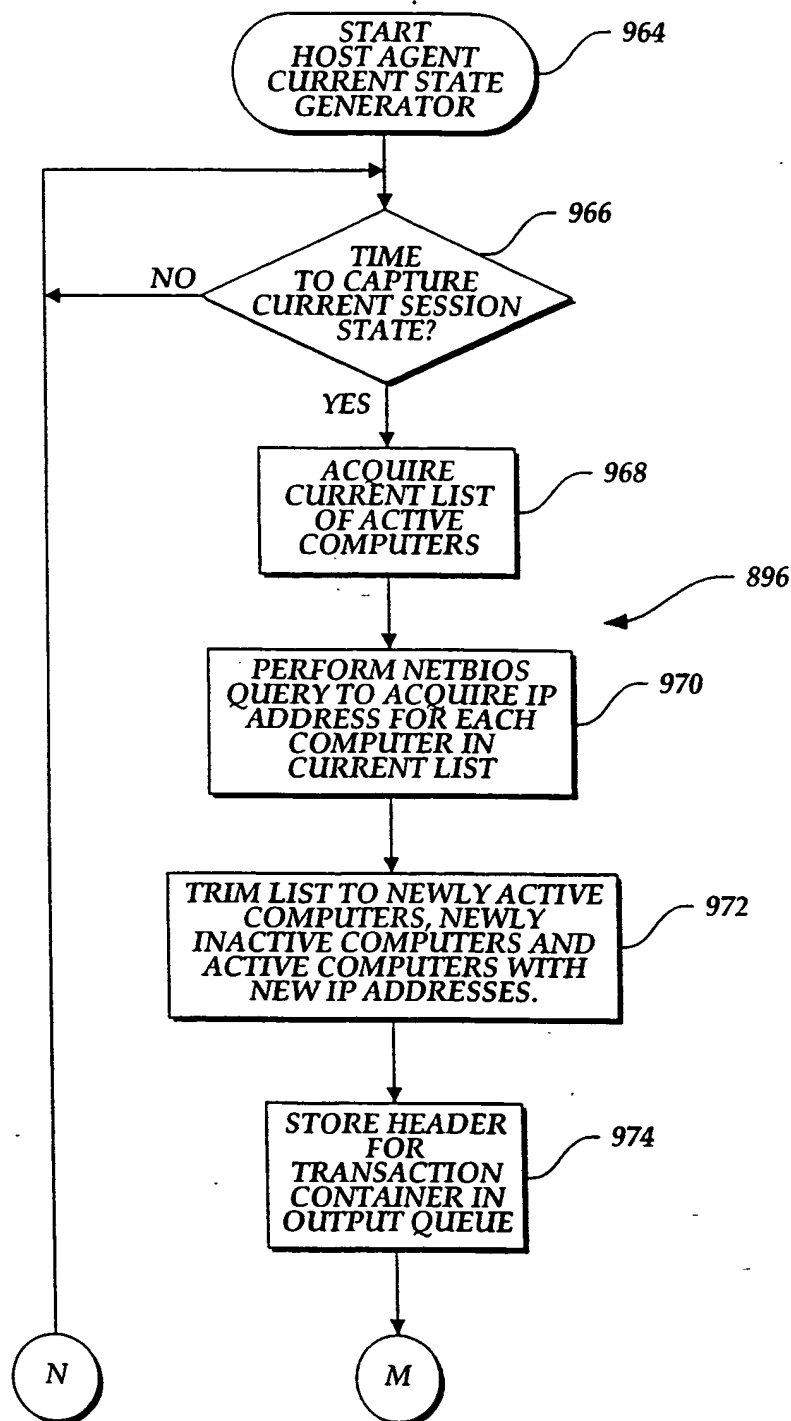 START
HOST AGENT
CURRENT STATE
GENERATOR
964
TIME
TO CAPTURE
CURRENT SESSION
STATE?
966
NO
YES
ACQUIRE
CURRENT LIST
OF ACTIVE
COMPUTERS
968
896
PERFORM NETBIOS
QUERY TO ACQUIRE IP
ADDRESS FOR EACH
COMPUTER IN
CURRENT LIST
970
TRIM LIST TO NEWLY ACTIVE
COMPUTERS, NEWLY
INACTIVE COMPUTERS AND
ACTIVE COMPUTERS WITH
NEW IP ADDRESSES.
972
STORE HEADER
FOR
TRANSACTION
CONTAINER IN
OUTPUT QUEUE
974
N
M